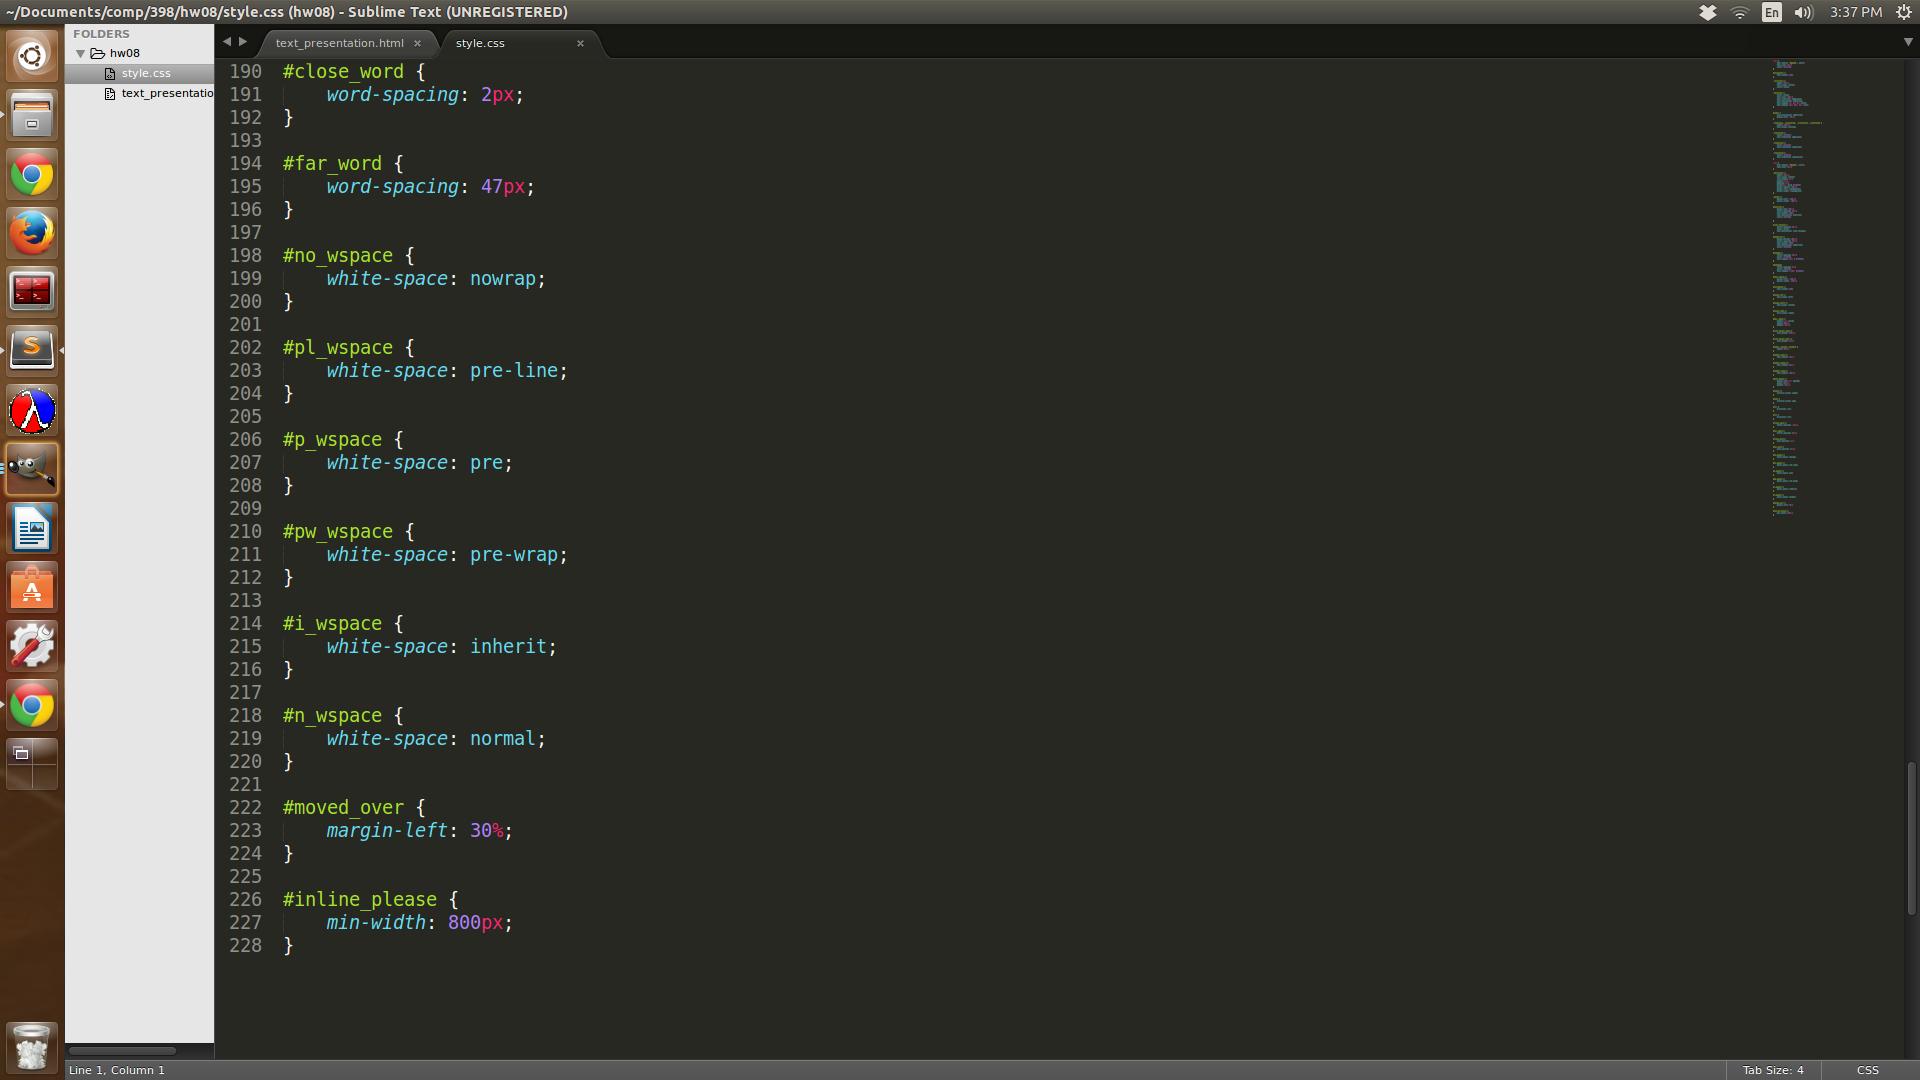 ~/Documents/comp/398/hw08/style.css (hw08) - Sublime Text (UNREGISTERED)
En
3:37 PM
FOLDERS
hw08
style.css
text_presentatio
text_presentation.html ×
style.css ×
190 #close_word {
191     word-spacing: 2px;
192 }
193
194 #far_word {
195     word-spacing: 47px;
196 }
197
198 #no_wspace {
199     white-space: nowrap;
200 }
201
202 #pl_wspace {
203     white-space: pre-line;
204 }
205
206 #p_wspace {
207     white-space: pre;
208 }
209
210 #pw_wspace {
211     white-space: pre-wrap;
212 }
213
214 #i_wspace {
215     white-space: inherit;
216 }
217
218 #n_wspace {
219     white-space: normal;
220 }
221
222 #moved_over {
223     margin-left: 30%;
224 }
225
226 #inline_please {
227     min-width: 800px;
228 }
Line 1, Column 1
Tab Size: 4
CSS